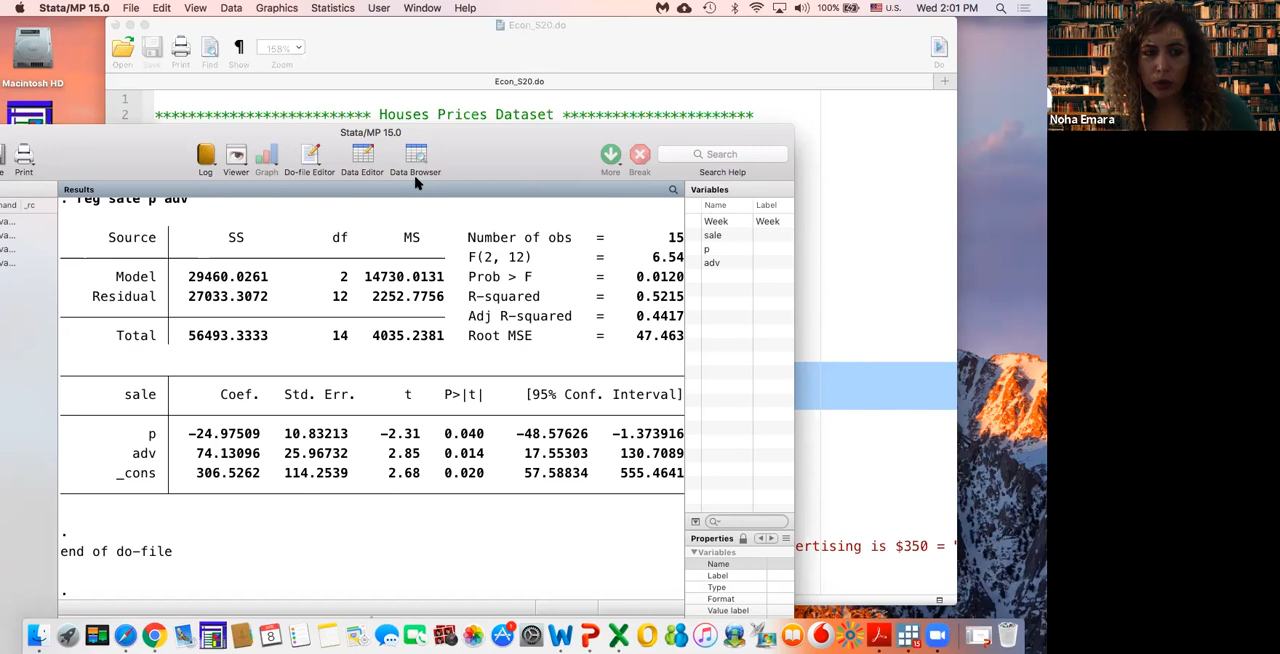 Stata/MP 15.0 File Edit View Data Graphics Statistics User Window Help 100% U.S. Wed 2:01 PM
Econ_S20.do
158%
Open Save Print Find Show Zoom Do
Macintosh HD
Econ_S20.do
1
2 ************************** Houses Prices Dataset ***********************
Noha Emara
Stata/MP 15.0
Print Log Viewer Graph Do-file Editor Data Editor Data Browser More Break Search
Search Help
Results
Variables
mand _rc
Name Label
va...
va...
va...
va...
Week Week
sale
p
adv
. reg sale p adv
Source SS df MS Number of obs = 15
F(2, 12) = 6.54
Model 29460.0261 2 14730.0131 Prob > F = 0.0120
Residual 27033.3072 12 2252.7756 R-squared = 0.5215
Adj R-squared = 0.4417
Total 56493.3333 14 4035.2381 Root MSE = 47.463
sale Coef. Std. Err. t P>|t| [95% Conf. Interval]
p -24.97509 10.83213 -2.31 0.040 -48.57626 -1.373916
adv 74.13096 25.96732 2.85 0.014 17.55303 130.7089
_cons 306.5262 114.2539 2.68 0.020 57.58834 555.4641
.
end of do-file
.
Properties
Variables
Name
Label
Type
Format
Value label
ertising is $350 = "